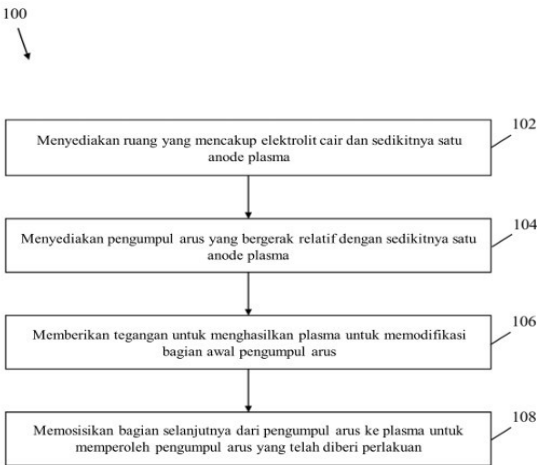 100
102
Menyediakan ruang yang mencakup elektrolit cair dan sedikitnya satu
anode plasma
104
Menyediakan pengumpul arus yang bergerak relatif dengan sedikitnya satu
anode plasma
106
Memberikan tegangan untuk menghasilkan plasma untuk memodifikasi
bagian awal pengumpul arus
108
Memosisikan bagian selanjutnya dari pengumpul arus ke plasma untuk
memperoleh pengumpul arus yang telah diberi perlakuan